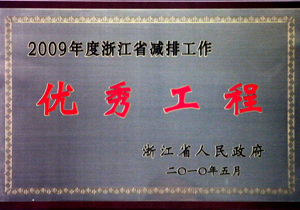 2009年度浙江省减排工作
优秀工程
浙江省人民政府
二〇一〇年五月